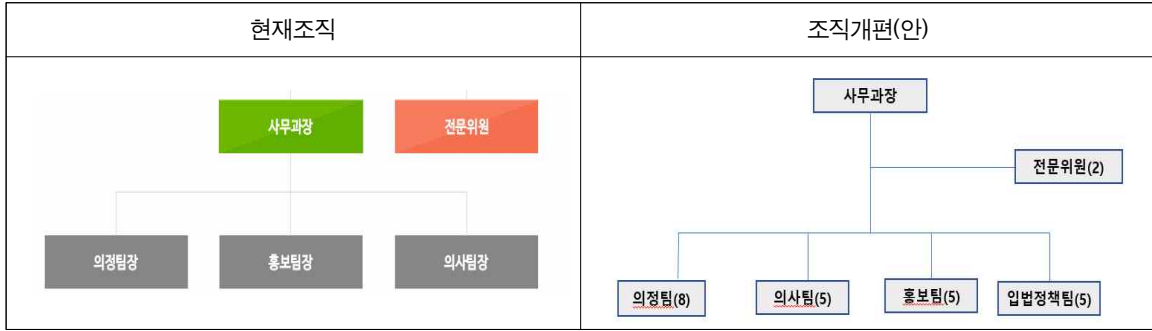 현재조직
조직개편(안)
사무과장
전문위원
의정팀장
홍보팀장
의사팀장
사무과장
전문위원(2)
의정팀(8)
의사팀(5)
홍보팀(5)
입법정책팀(5)